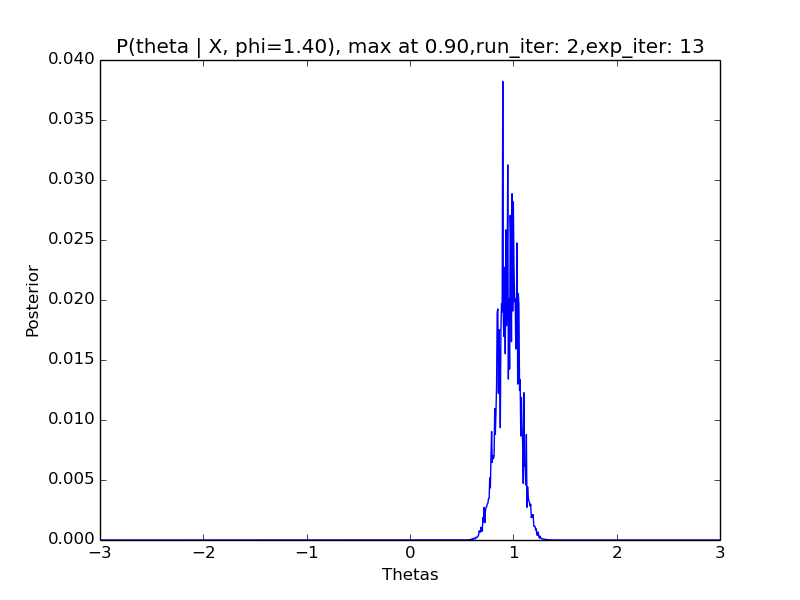 P(theta | X, phi=1.40), max at 0.90,run_iter: 2,exp_iter: 13
0.040
0.035
0.030
0.025
0.020
0.015
0.010
0.005
0.000
Posterior
−3 −2 −1 0 1 2 3
Thetas